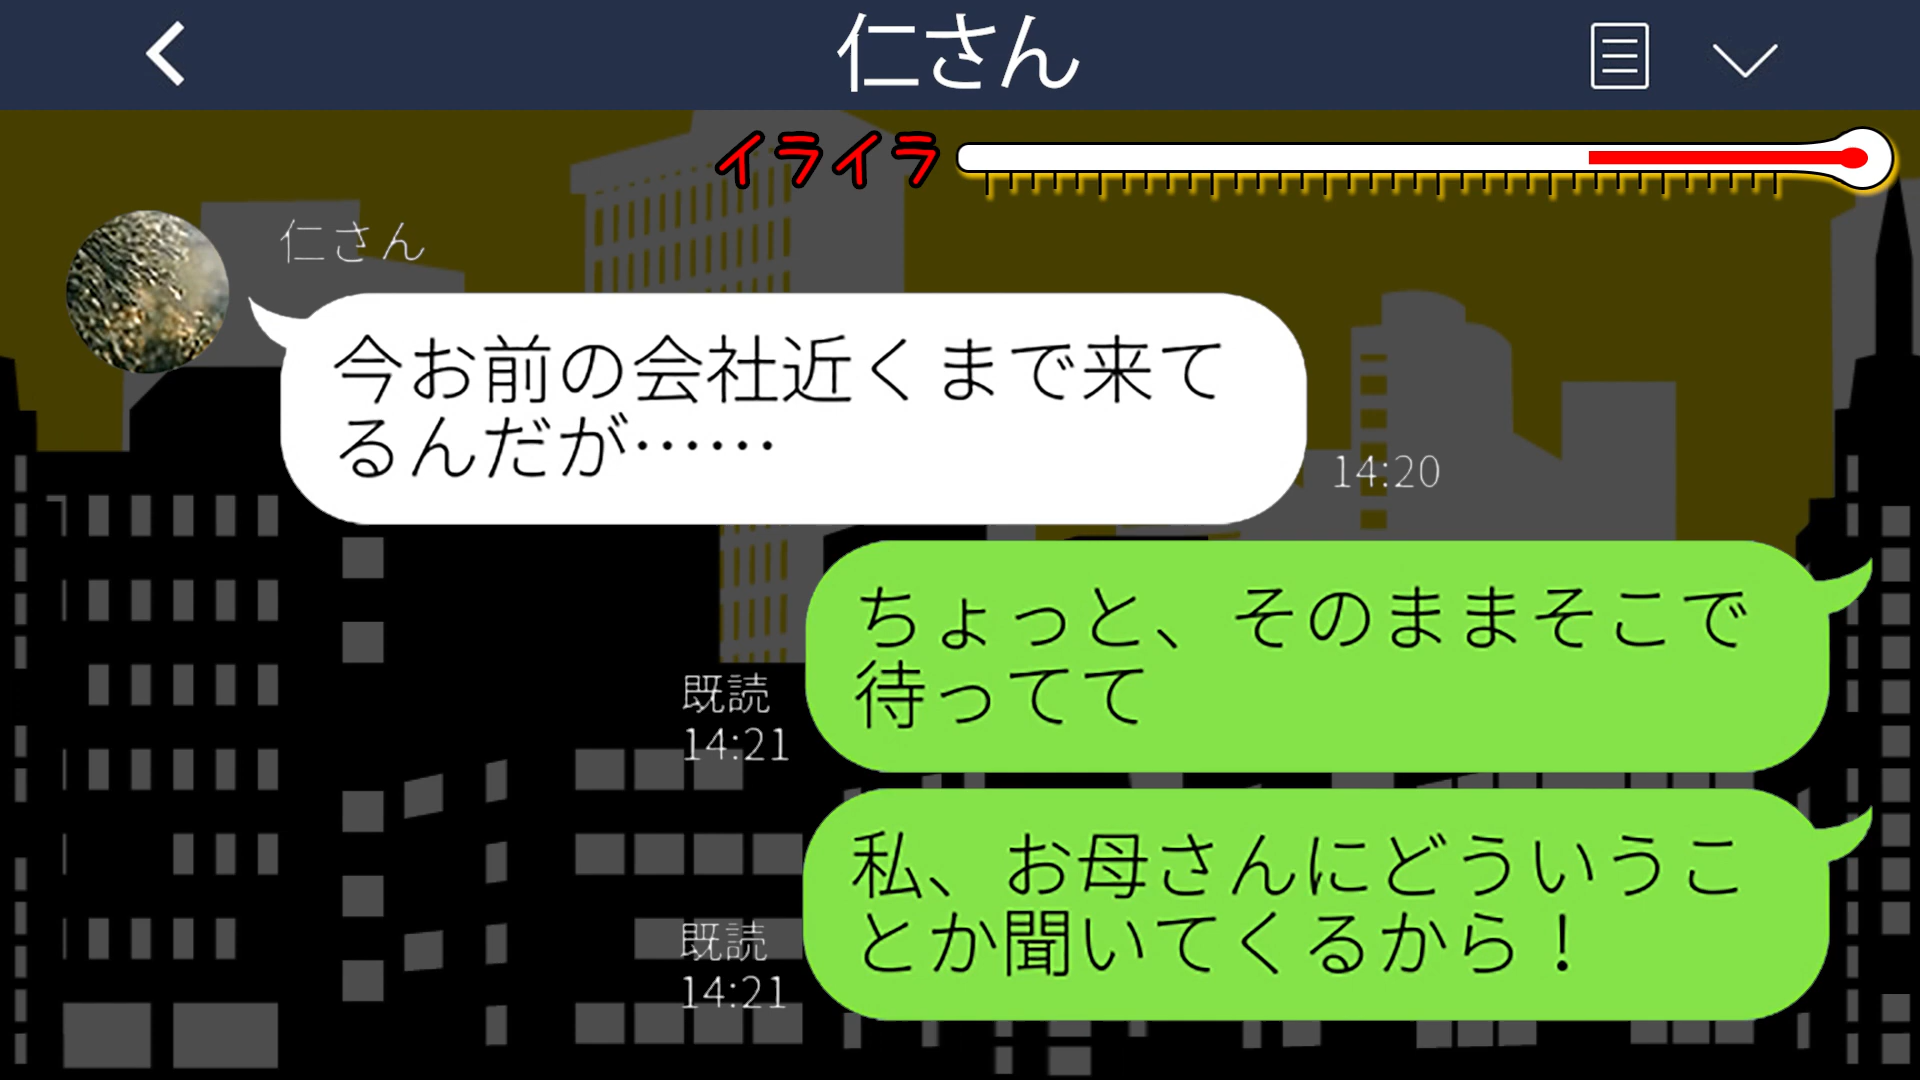 仁さん
イライラ
仁さん
今お前の会社近くまで来て
るんだが……
14:20
ちょっと、そのままそこで
待ってて
既読
14:21
私、お母さんにどういうこ
とか聞いてくるから！
既読
14:21